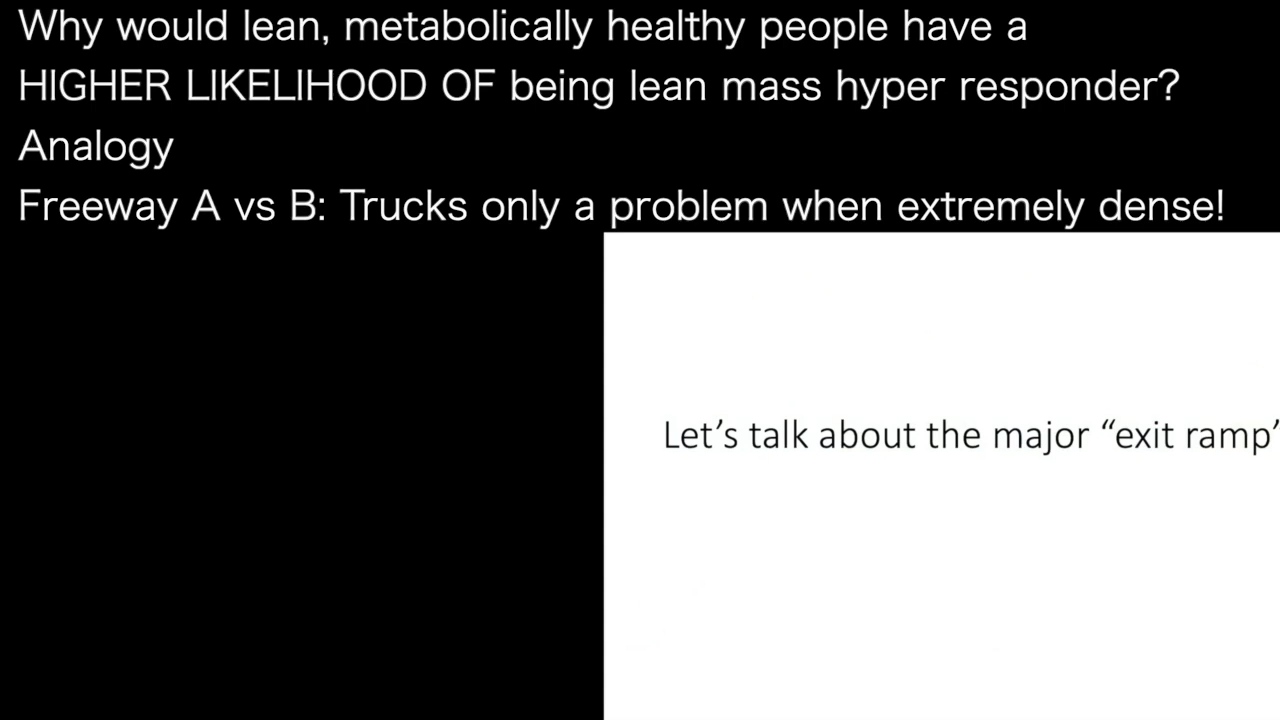 Why would lean, metabolically healthy people have a
HIGHER LIKELIHOOD OF being lean mass hyper responder?
Analogy
Freeway A vs B: Trucks only a problem when extremely dense!
Let’s talk about the major “exit ramp”